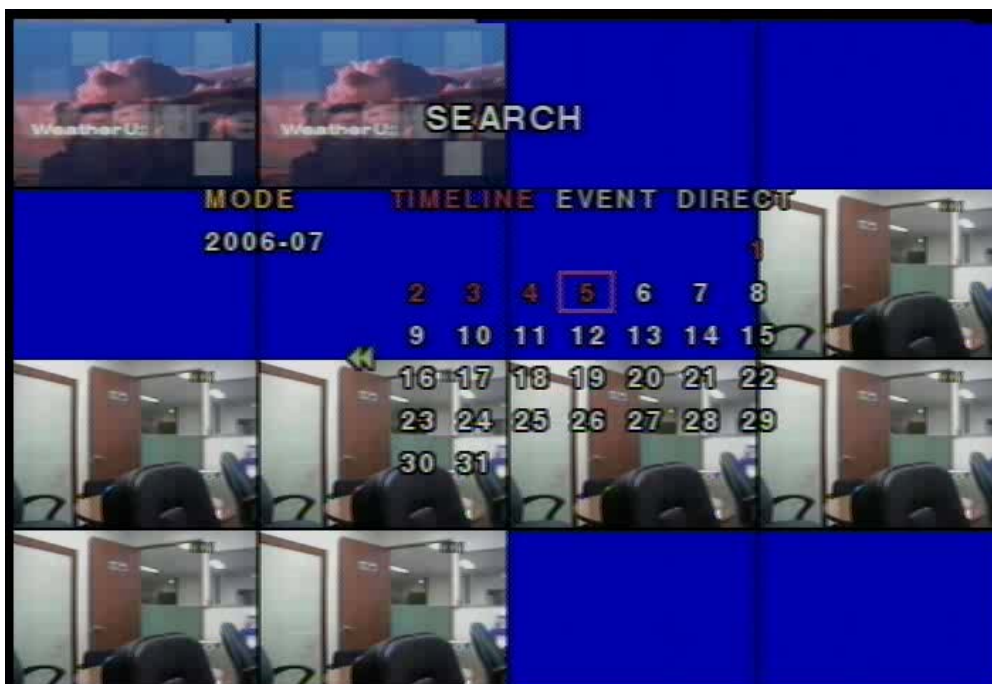 SEARCH
WeatherU
WeatherU
MODE TIMELINE EVENT DIRECT
2006-07
1
2 3 4 5 6 7 8
9 10 11 12 13 14 15
16 17 18 19 20 21 22
23 24 25 26 27 28 29
30 31